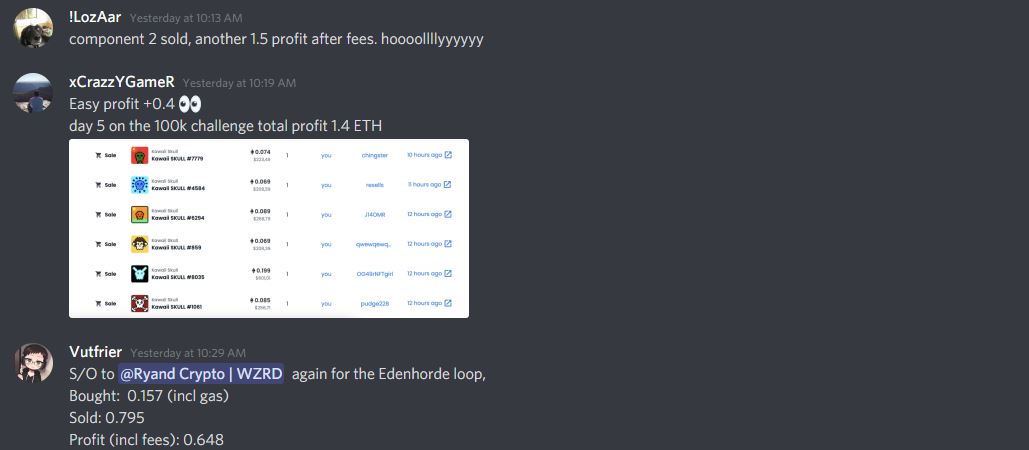 !LozAar Yesterday at 10:13 AM
component 2 sold, another 1.5 profit after fees. hoooollllyyyyyy
xCrazzYGameR Yesterday at 10:19 AM
Easy profit +0.4 👀
day 5 on the 100k challenge total profit 1.4 ETH
Kawaii Skull
Sale Kawaii SKULL #7779 0.074 $223,49 1 you chingster 10 hours ago
Kawaii Skull
Sale Kawaii SKULL #4584 0.069 $208,39 1 you resells 11 hours ago
Kawaii Skull
Sale Kawaii SKULL #6294 0.089 $268,79 1 you J14OMR 12 hours ago
Kawaii Skull
Sale Kawaii SKULL #859 0.069 $208,39 1 you qwewqewq... 12 hours ago
Kawaii Skull
Sale Kawaii SKULL #8035 0.199 $601,01 1 you 12 hours ago
Kawaii Skull
Sale Kawaii SKULL #1061 0.085 $256,71 1 you pudge228 12 hours ago
Vutfrier Yesterday at 10:29 AM
S/O to @Ryand Crypto | WZRD again for the Edenhorde loop,
Bought: 0.157 (incl gas)
Sold: 0.795
Profit (incl fees): 0.648